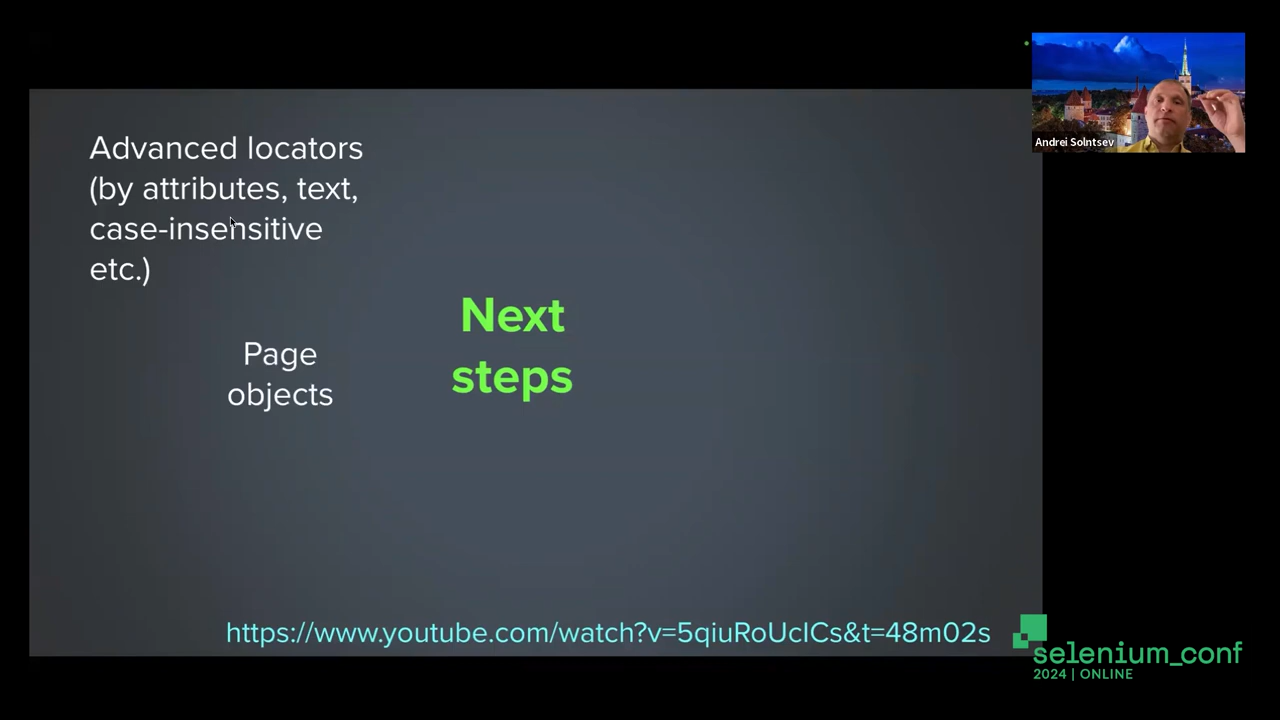 Andrei Solntsev
Advanced locators
(by attributes, text,
case-insensitive
etc.)
Next
steps
Page
objects
https://www.youtube.com/watch?v=5qiuRoUcICs&t=48m02s
selenium_conf
2024 | ONLINE